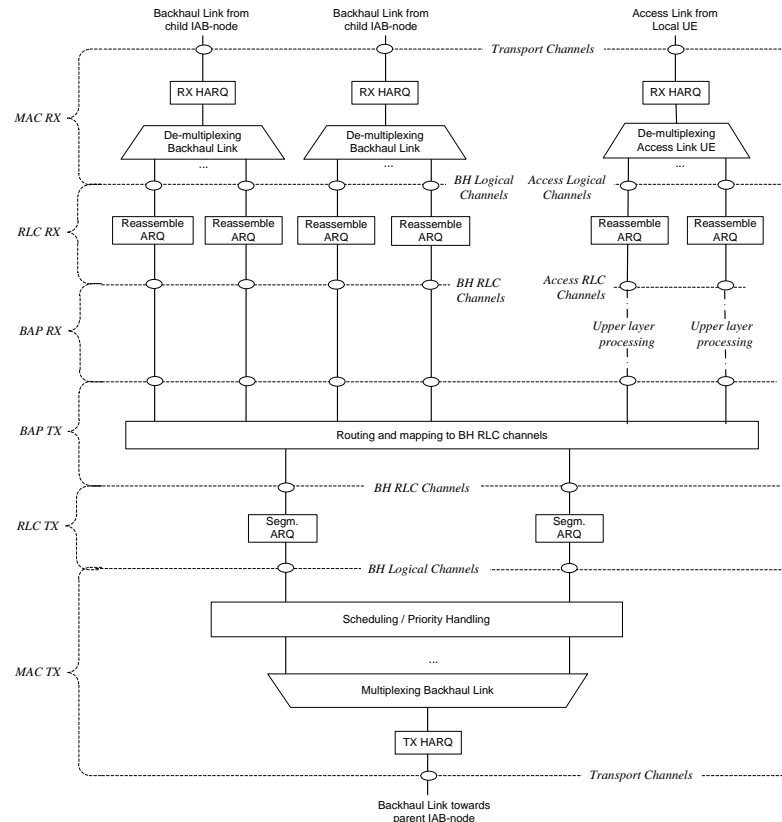 Backhaul Link from
child IAB-node
Backhaul Link from
child IAB-node
Access Link from
Local UE
Transport Channels
RX HARQ
RX HARQ
RX HARQ
MAC RX
De-multiplexing
Backhaul Link
De-multiplexing
Backhaul Link
De-multiplexing
Access Link UE
...
...
...
BH Logical
Channels
Access Logical
Channels
RLC RX
Reassemble
ARQ
Reassemble
ARQ
Reassemble
ARQ
Reassemble
ARQ
Reassemble
ARQ
Reassemble
ARQ
BH RLC
Channels
Access RLC
Channels
BAP RX
Upper layer
processing
Upper layer
processing
BAP TX
Routing and mapping to BH RLC channels
BH RLC Channels
RLC TX
Segm.
ARQ
Segm.
ARQ
BH Logical Channels
Scheduling / Priority Handling
MAC TX
...
Multiplexing Backhaul Link
TX HARQ
Transport Channels
Backhaul Link towards
parent IAB-node